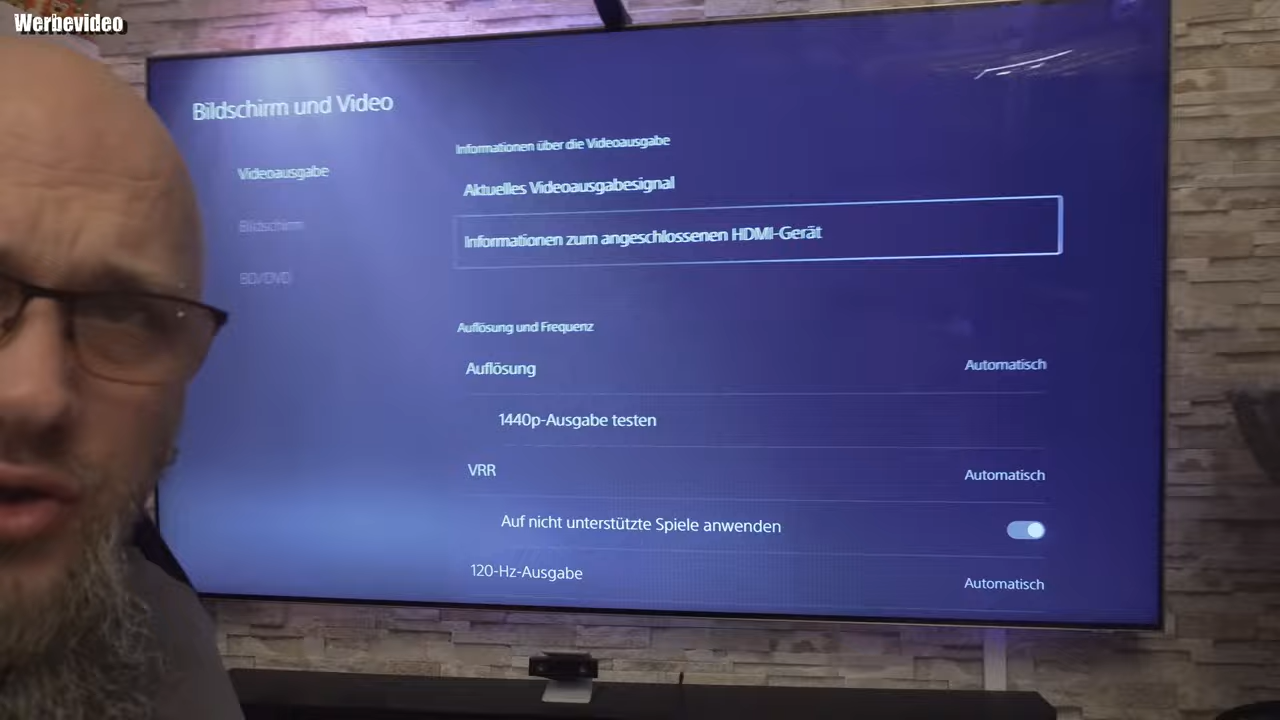 Werbevideo
Bildschirm und Video
Videoausgabe
Bildschirm
BD/DVD
Informationen über die Videoausgabe
Aktuelles Videoausgabesignal
Informationen zum angeschlossenen HDMI-Gerät
Auflösung und Frequenz
Auflösung Automatisch
1440p-Ausgabe testen
VRR Automatisch
Auf nicht unterstützte Spiele anwenden
120-Hz-Ausgabe Automatisch